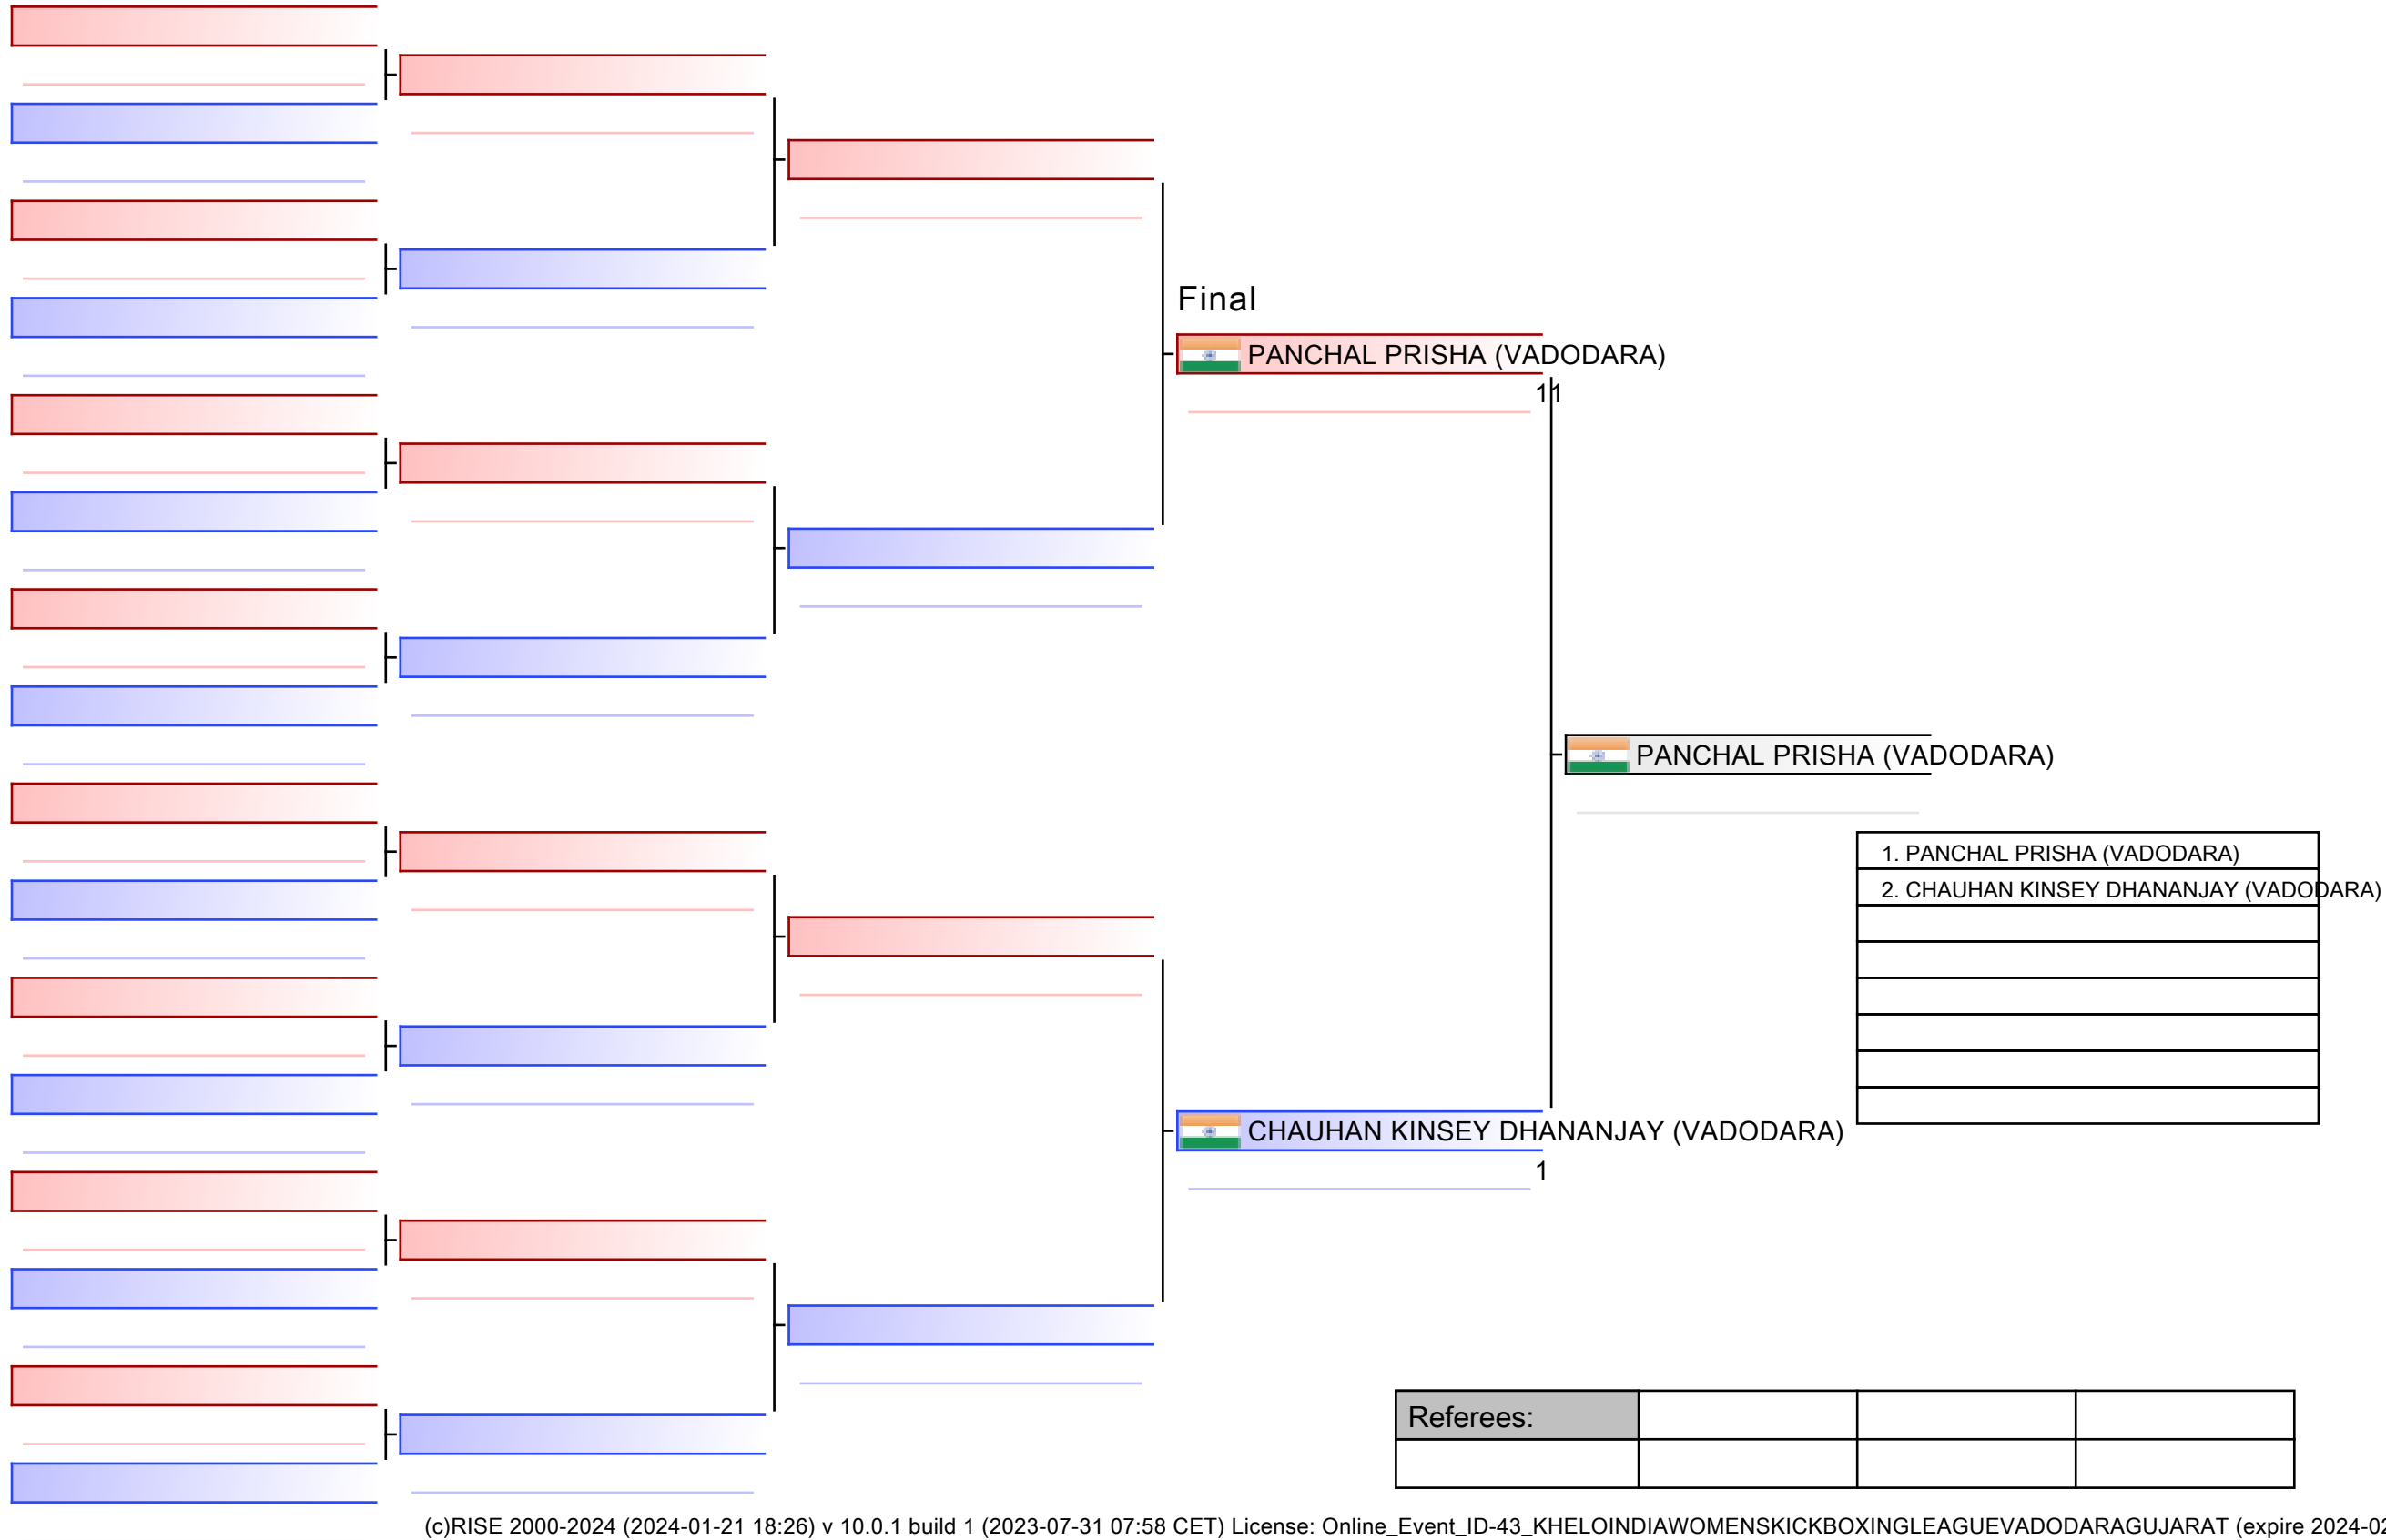 Final
PANCHAL PRISHA (VADODARA)
11
PANCHAL PRISHA (VADODARA)
1. PANCHAL PRISHA (VADODARA)
2. CHAUHAN KINSEY DHANANJAY (VADODARA)
CHAUHAN KINSEY DHANANJAY (VADODARA)
1
Referees:
(c)RISE 2000-2024 (2024-01-21 18:26) v 10.0.1 build 1 (2023-07-31 07:58 CET) License: Online_Event_ID-43_KHELOINDIAWOMENSKICKBOXINGLEAGUEVADODARAGUJARAT (expire 2024-02